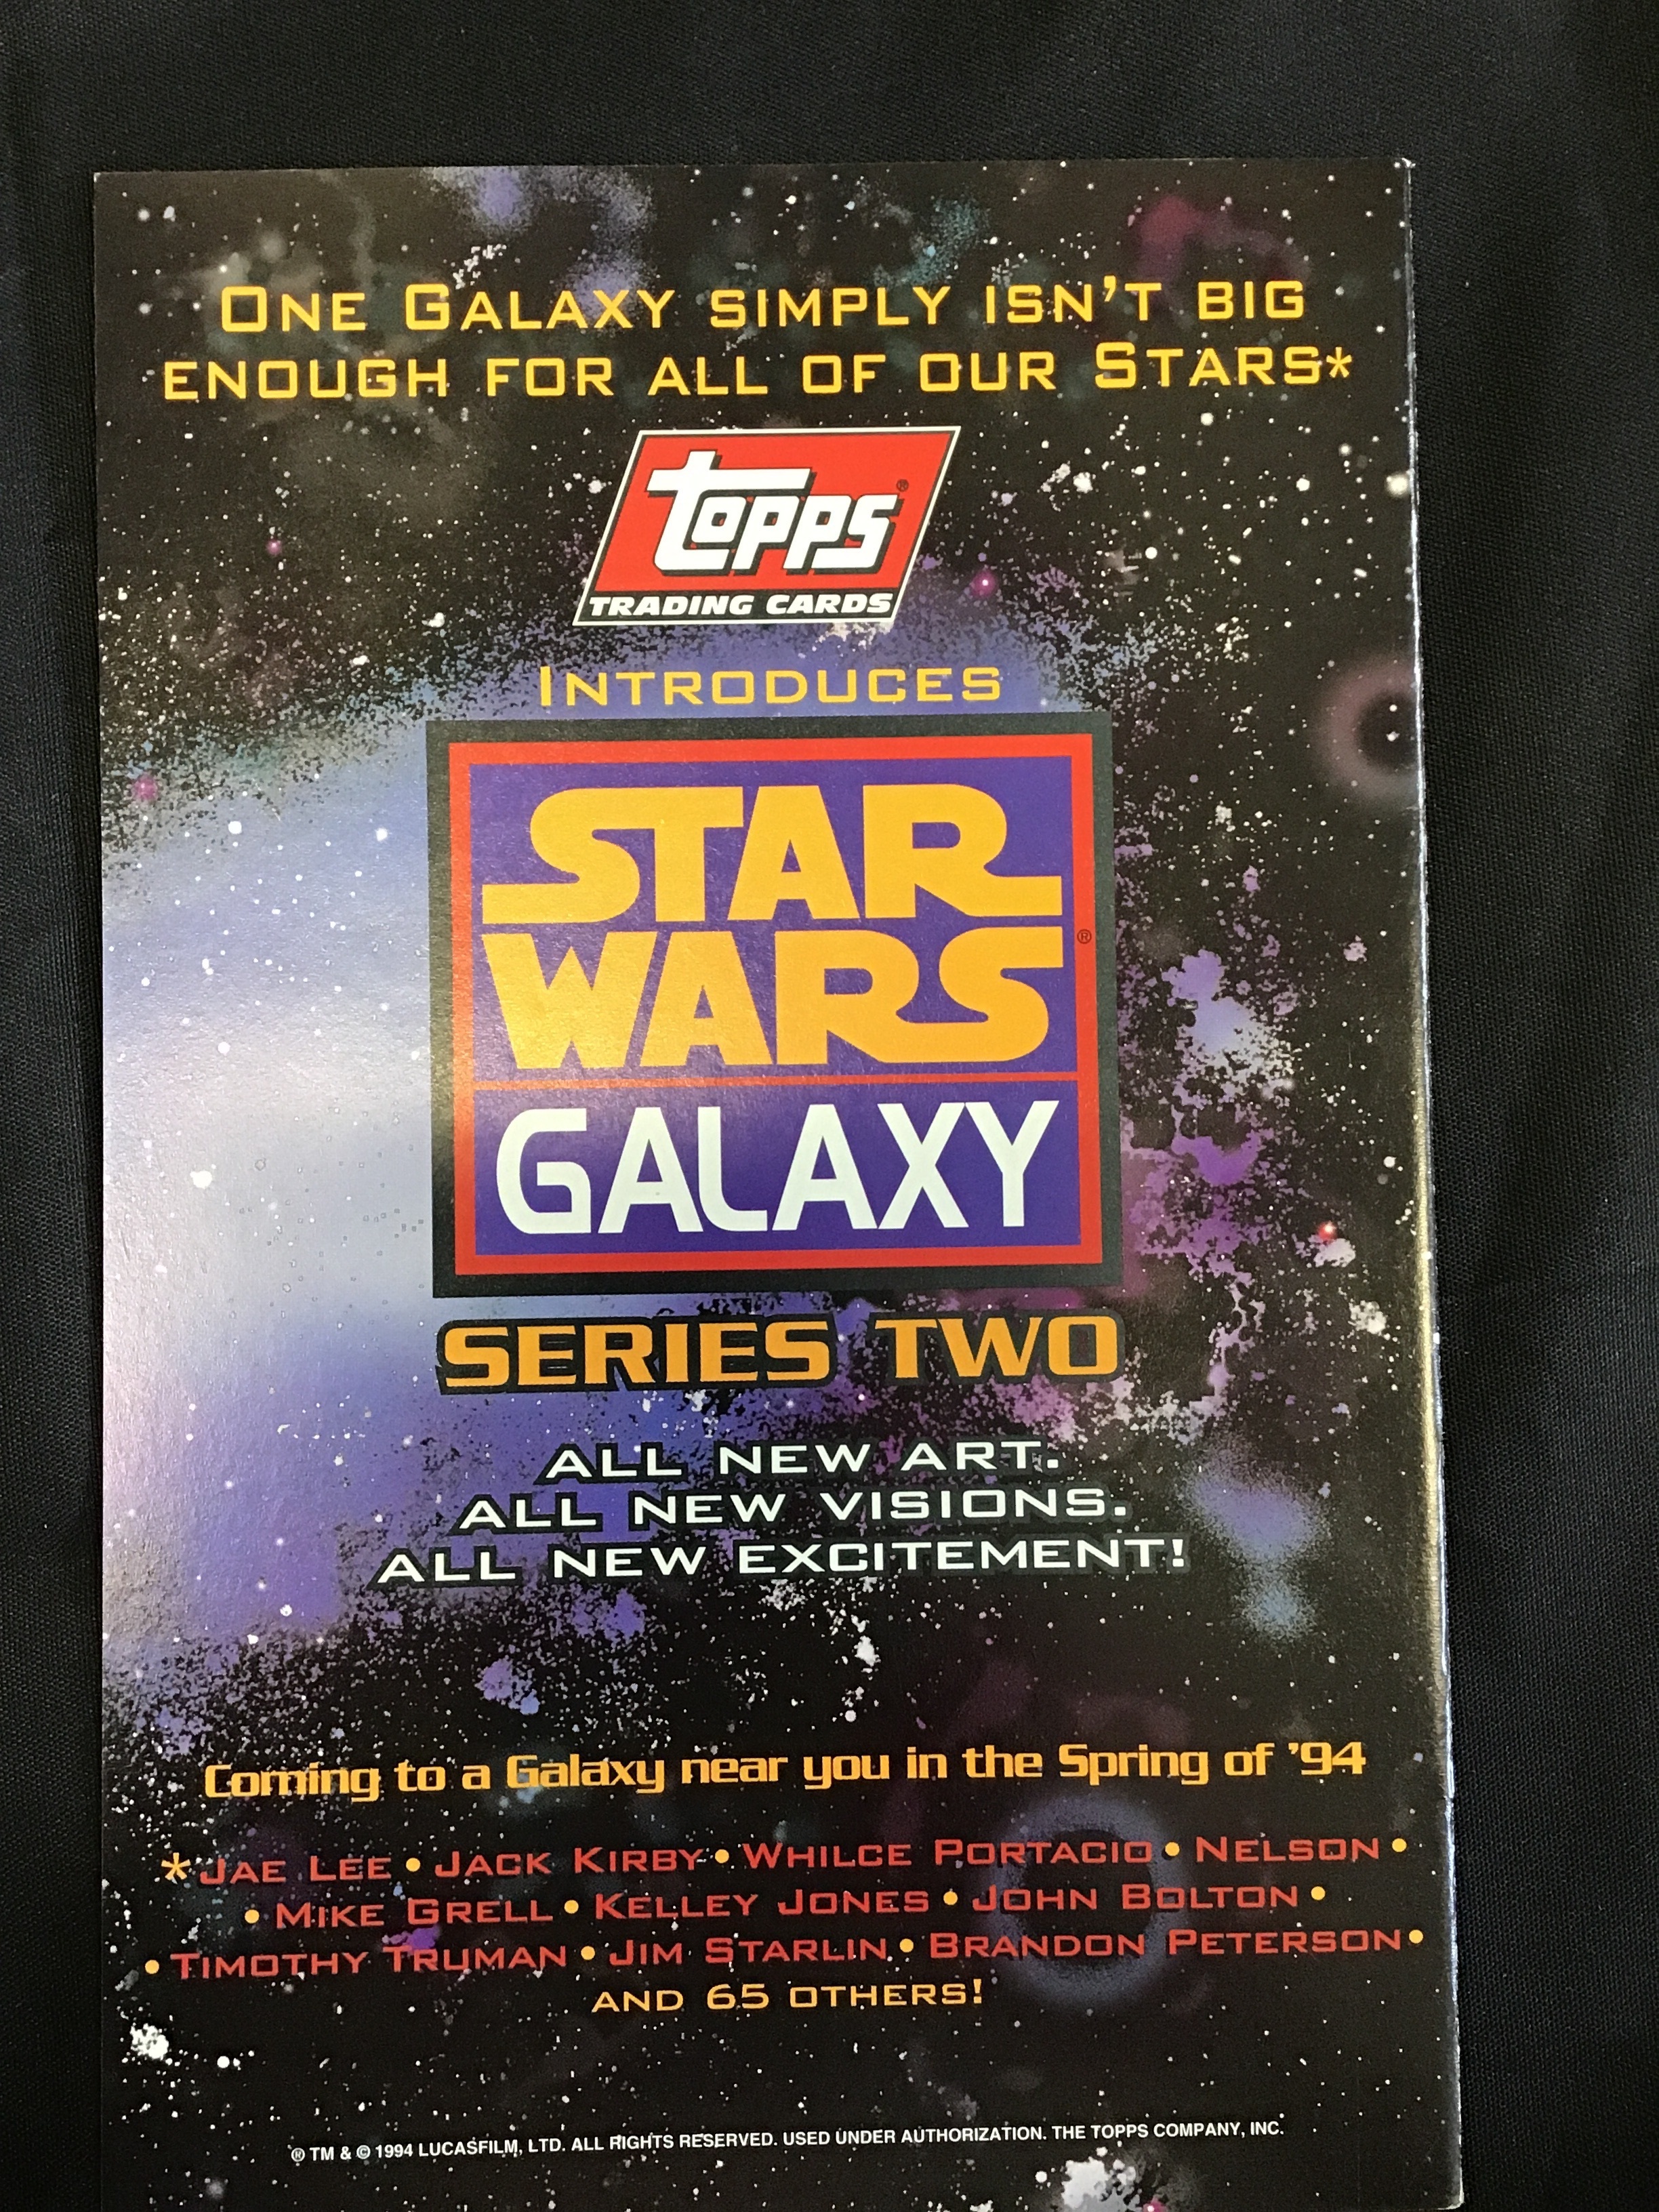 ONE GALAXY SIMPLY ISN'T BIG
ENOUGH FOR ALL OF OUR STARS*
topps®
TRADING CARDS
INTRODUCES
STAR
WARS®
GALAXY
SERIES TWO
ALL NEW ART.
ALL NEW VISIONS.
ALL NEW EXCITEMENT!
Coming to a Galaxy near you in the Spring of '94
*JAE LEE • JACK KIRBY • WHILCE PORTACIO • NELSON •
• MIKE GRELL • KELLEY JONES • JOHN BOLTON •
• TIMOTHY TRUMAN • JIM STARLIN • BRANDON PETERSON •
AND 65 OTHERS!
® TM & © 1994 LUCASFILM, LTD. ALL RIGHTS RESERVED. USED UNDER AUTHORIZATION. THE TOPPS COMPANY, INC.